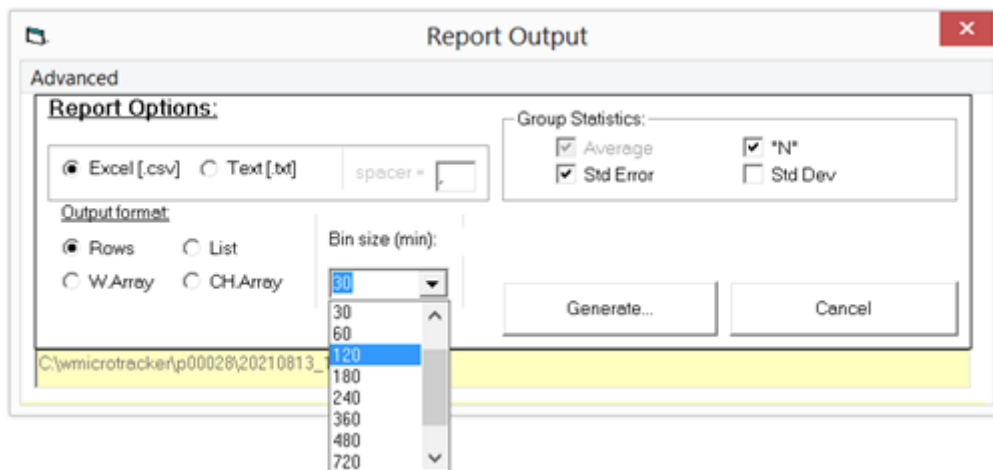 Report Output
Advanced
Report Options:
Excel [.csv] Text [.txt] spacer = ,
Group Statistics:
Average "N"
Std Error Std Dev
Output format:
Rows List
W.Array CH.Array
Bin size (min):
30
30
60
120
180
240
360
480
720
Generate... Cancel
C:\wmicrotracker\p00028\20210813_